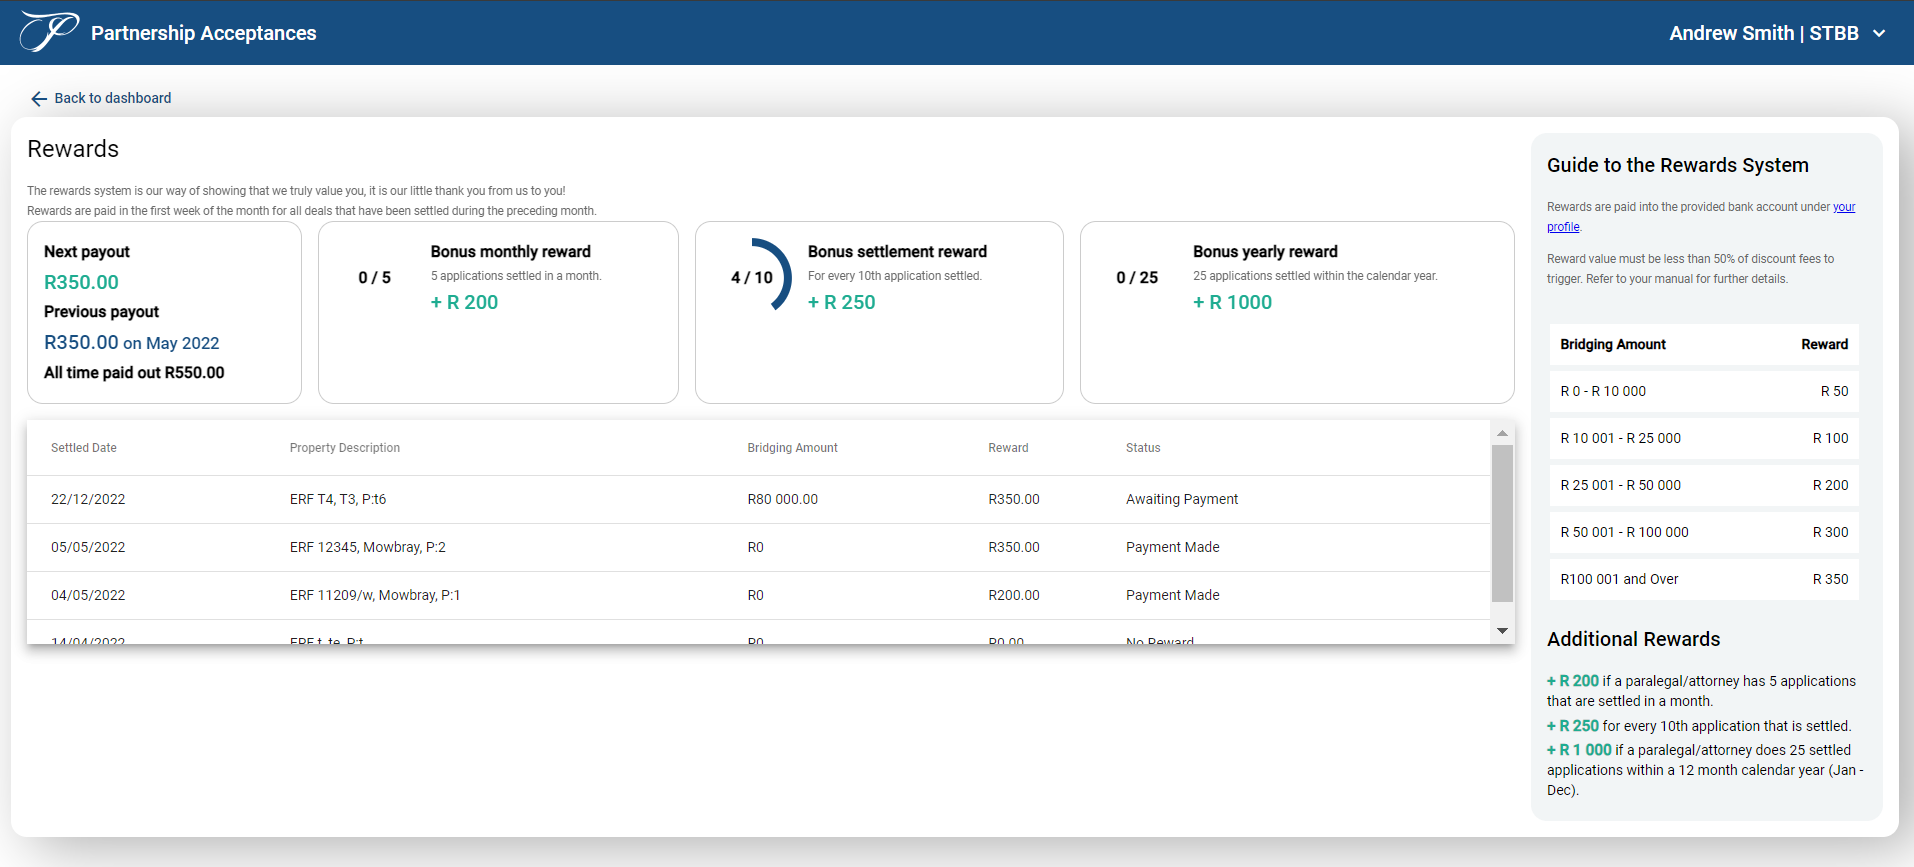 Partnership Acceptances
Andrew Smith | STBB
Back to dashboard
Rewards
The rewards system is our way of showing that we truly value you, it is our little thank you from us to you!
Rewards are paid in the first week of the month for all deals that have been settled during the preceding month.
Next payout
R350.00
Previous payout
R350.00 on May 2022
All time paid out R550.00
0 / 5
Bonus monthly reward
5 applications settled in a month.
+ R 200
4 / 10
Bonus settlement reward
For every 10th application settled.
+ R 250
0 / 25
Bonus yearly reward
25 applications settled within the calendar year.
+ R 1000
Settled Date Property Description Bridging Amount Reward Status
22/12/2022 ERF T4, T3, P:t6 R80 000.00 R350.00 Awaiting Payment
05/05/2022 ERF 12345, Mowbray, P:2 R0 R350.00 Payment Made
04/05/2022 ERF 11209/w, Mowbray, P:1 R0 R200.00 Payment Made
14/04/2022 ERF t, te, P:t R0 R0.00 No Reward
Guide to the Rewards System
Rewards are paid into the provided bank account under your
profile.
Reward value must be less than 50% of discount fees to
trigger. Refer to your manual for further details.
Bridging Amount Reward
R 0 - R 10 000 R 50
R 10 001 - R 25 000 R 100
R 25 001 - R 50 000 R 200
R 50 001 - R 100 000 R 300
R100 001 and Over R 350
Additional Rewards
+ R 200 if a paralegal/attorney has 5 applications
that are settled in a month.
+ R 250 for every 10th application that is settled.
+ R 1 000 if a paralegal/attorney does 25 settled
applications within a 12 month calendar year (Jan -
Dec).